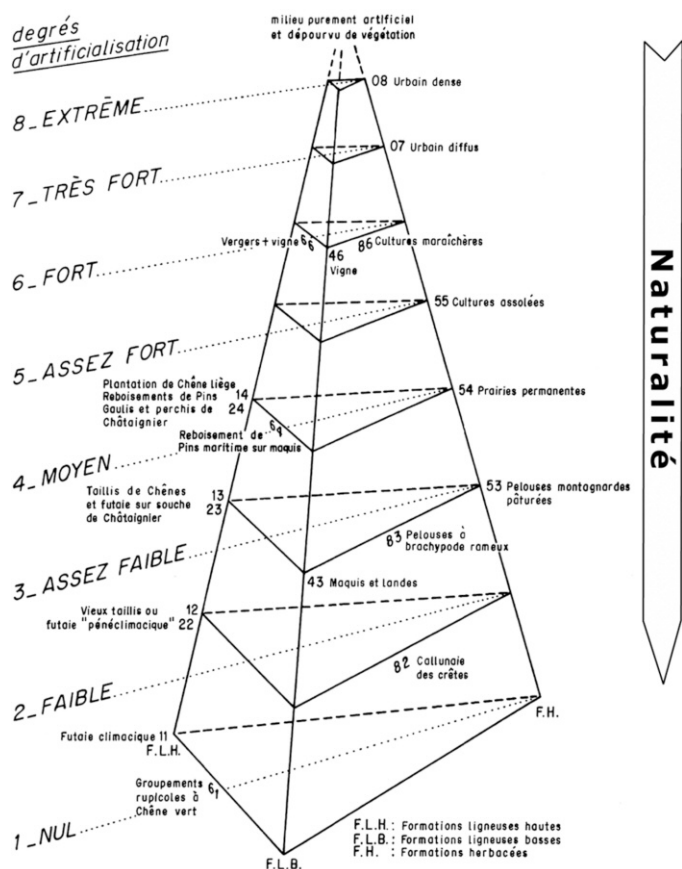 degrés
d'artificialisation
milieu purement artificiel
et dépourvu de végétation
08 Urbain dense
8_EXTRÊME
07 Urbain diffus
7_TRÈS FORT
Vergers + vigne 66
46
Vigne
86 Cultures maraîchères
6_FORT
55 Cultures assolées
5_ASSEZ FORT
Plantation de Chêne liège
Reboisements de Pins
Gaulis et perchis de
Châtaignier
14
24
54 Prairies permanentes
64
Reboisement de
Pins maritime sur maquis
4_MOYEN
Taillis de Chênes
et futaie sur souche
de Châtaignier
13
23
53 Pelouses montagnardes
pâturées
83 Pelouses à
brachypode rameux
3_ASSEZ FAIBLE
43 Maquis et landes
Vieux taillis ou
futaie "pénéclimacique"
12
22
82 Callunaie
des crêtes
2_FAIBLE
Futaie climacique 11
F.L.H.
F.H.
Groupements
rupicoles à
Chêne vert
61
1_NUL
F.L.B.
F.L.H.: Formations ligneuses hautes
F.L.B.: Formations ligneuses basses
F.H. : Formations herbacées
Naturalité